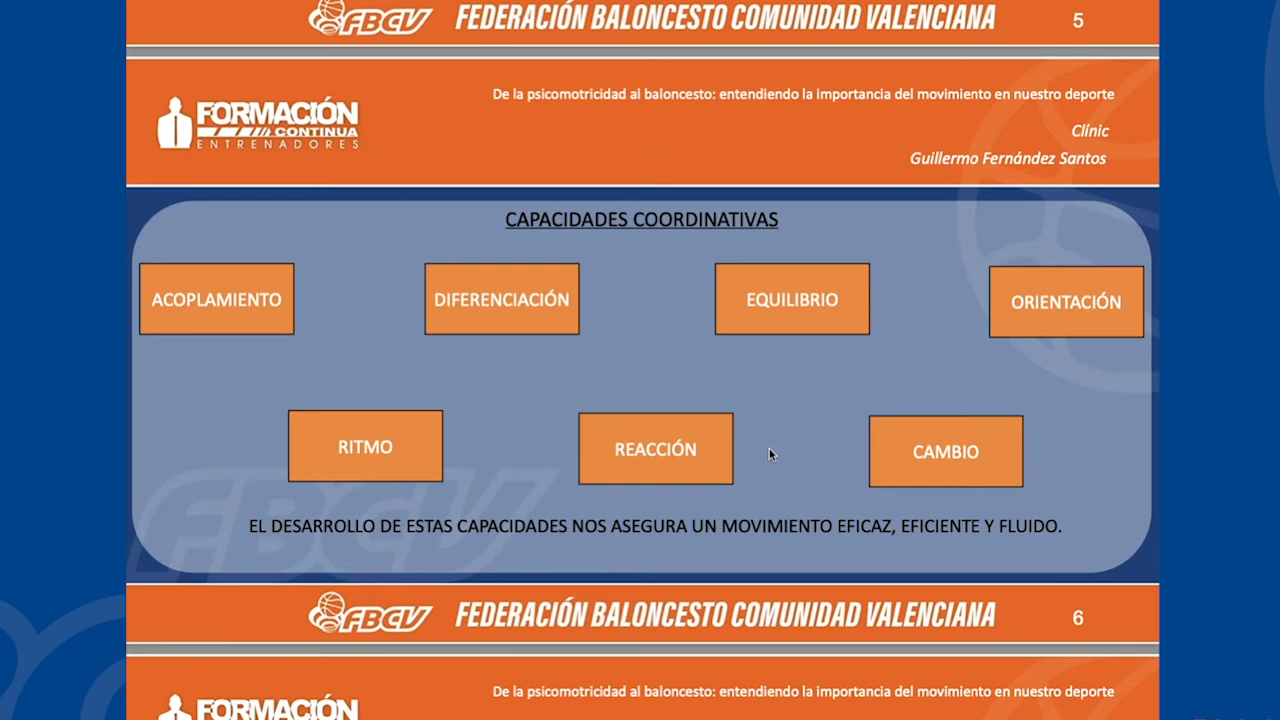 FBCV FEDERACIÓN BALONCESTO COMUNIDAD VALENCIANA 5
De la psicomotricidad al baloncesto: entendiendo la importancia del movimiento en nuestro deporte
FORMACIÓN
CONTINUA
ENTRENADORES
Clínic
Guillermo Fernández Santos
CAPACIDADES COORDINATIVAS
ACOPLAMIENTO DIFERENCIACIÓN EQUILIBRIO ORIENTACIÓN
RITMO REACCIÓN CAMBIO
FBCV
EL DESARROLLO DE ESTAS CAPACIDADES NOS ASEGURA UN MOVIMIENTO EFICAZ, EFICIENTE Y FLUIDO.
FBCV FEDERACIÓN BALONCESTO COMUNIDAD VALENCIANA 6
De la psicomotricidad al baloncesto: entendiendo la importancia del movimiento en nuestro deporte
FORMACIÓN